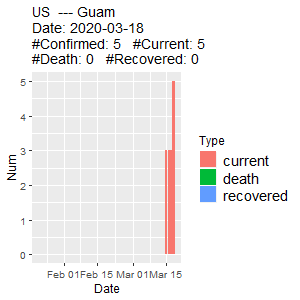 US --- Guam
Date: 2020-03-18
#Confirmed: 5 #Current: 5
#Death: 0 #Recovered: 0
5
4
3
2
1
0
Num
Feb 01 Feb 15 Mar 01 Mar 15
Date
Type
current
death
recovered